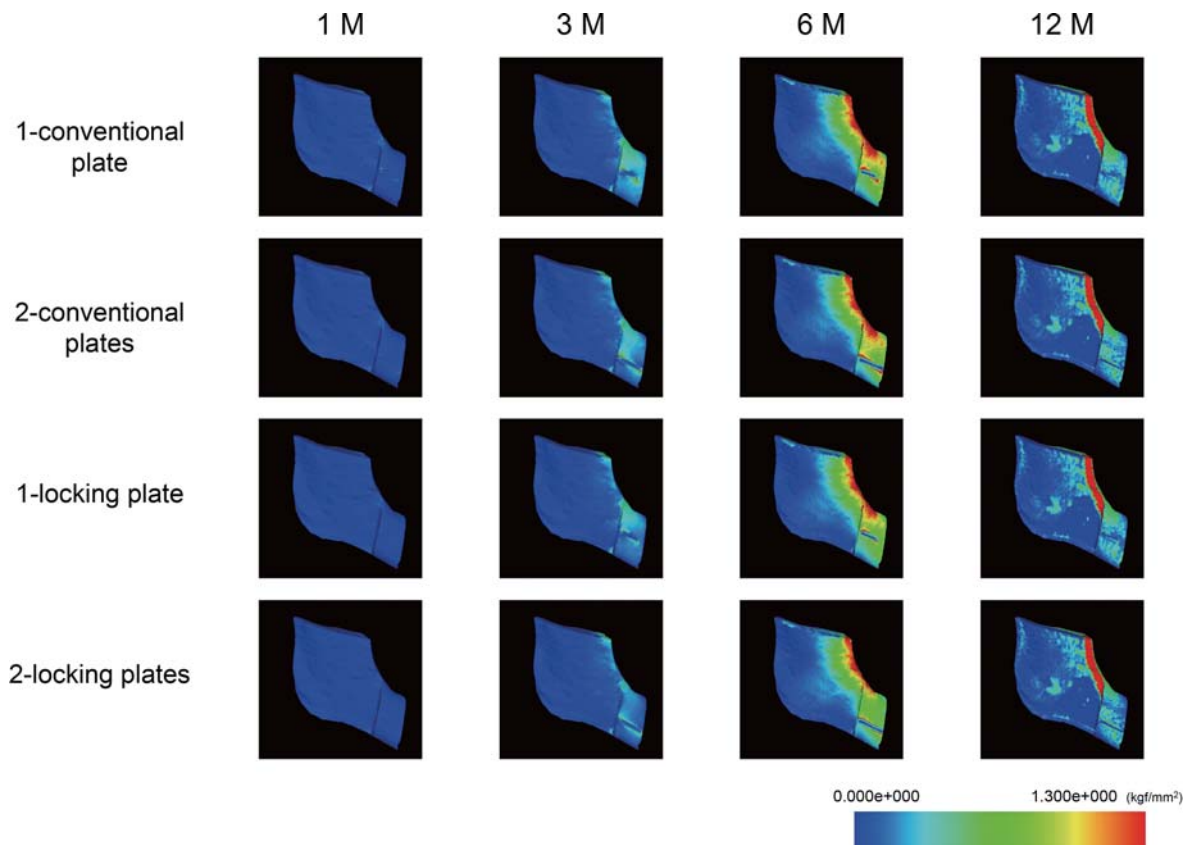 1 M 3 M 6 M 12 M
1-conventional
plate
2-conventional
plates
1-locking plate
2-locking plates
0.000e+000 1.300e+000 (kgf/mm²)